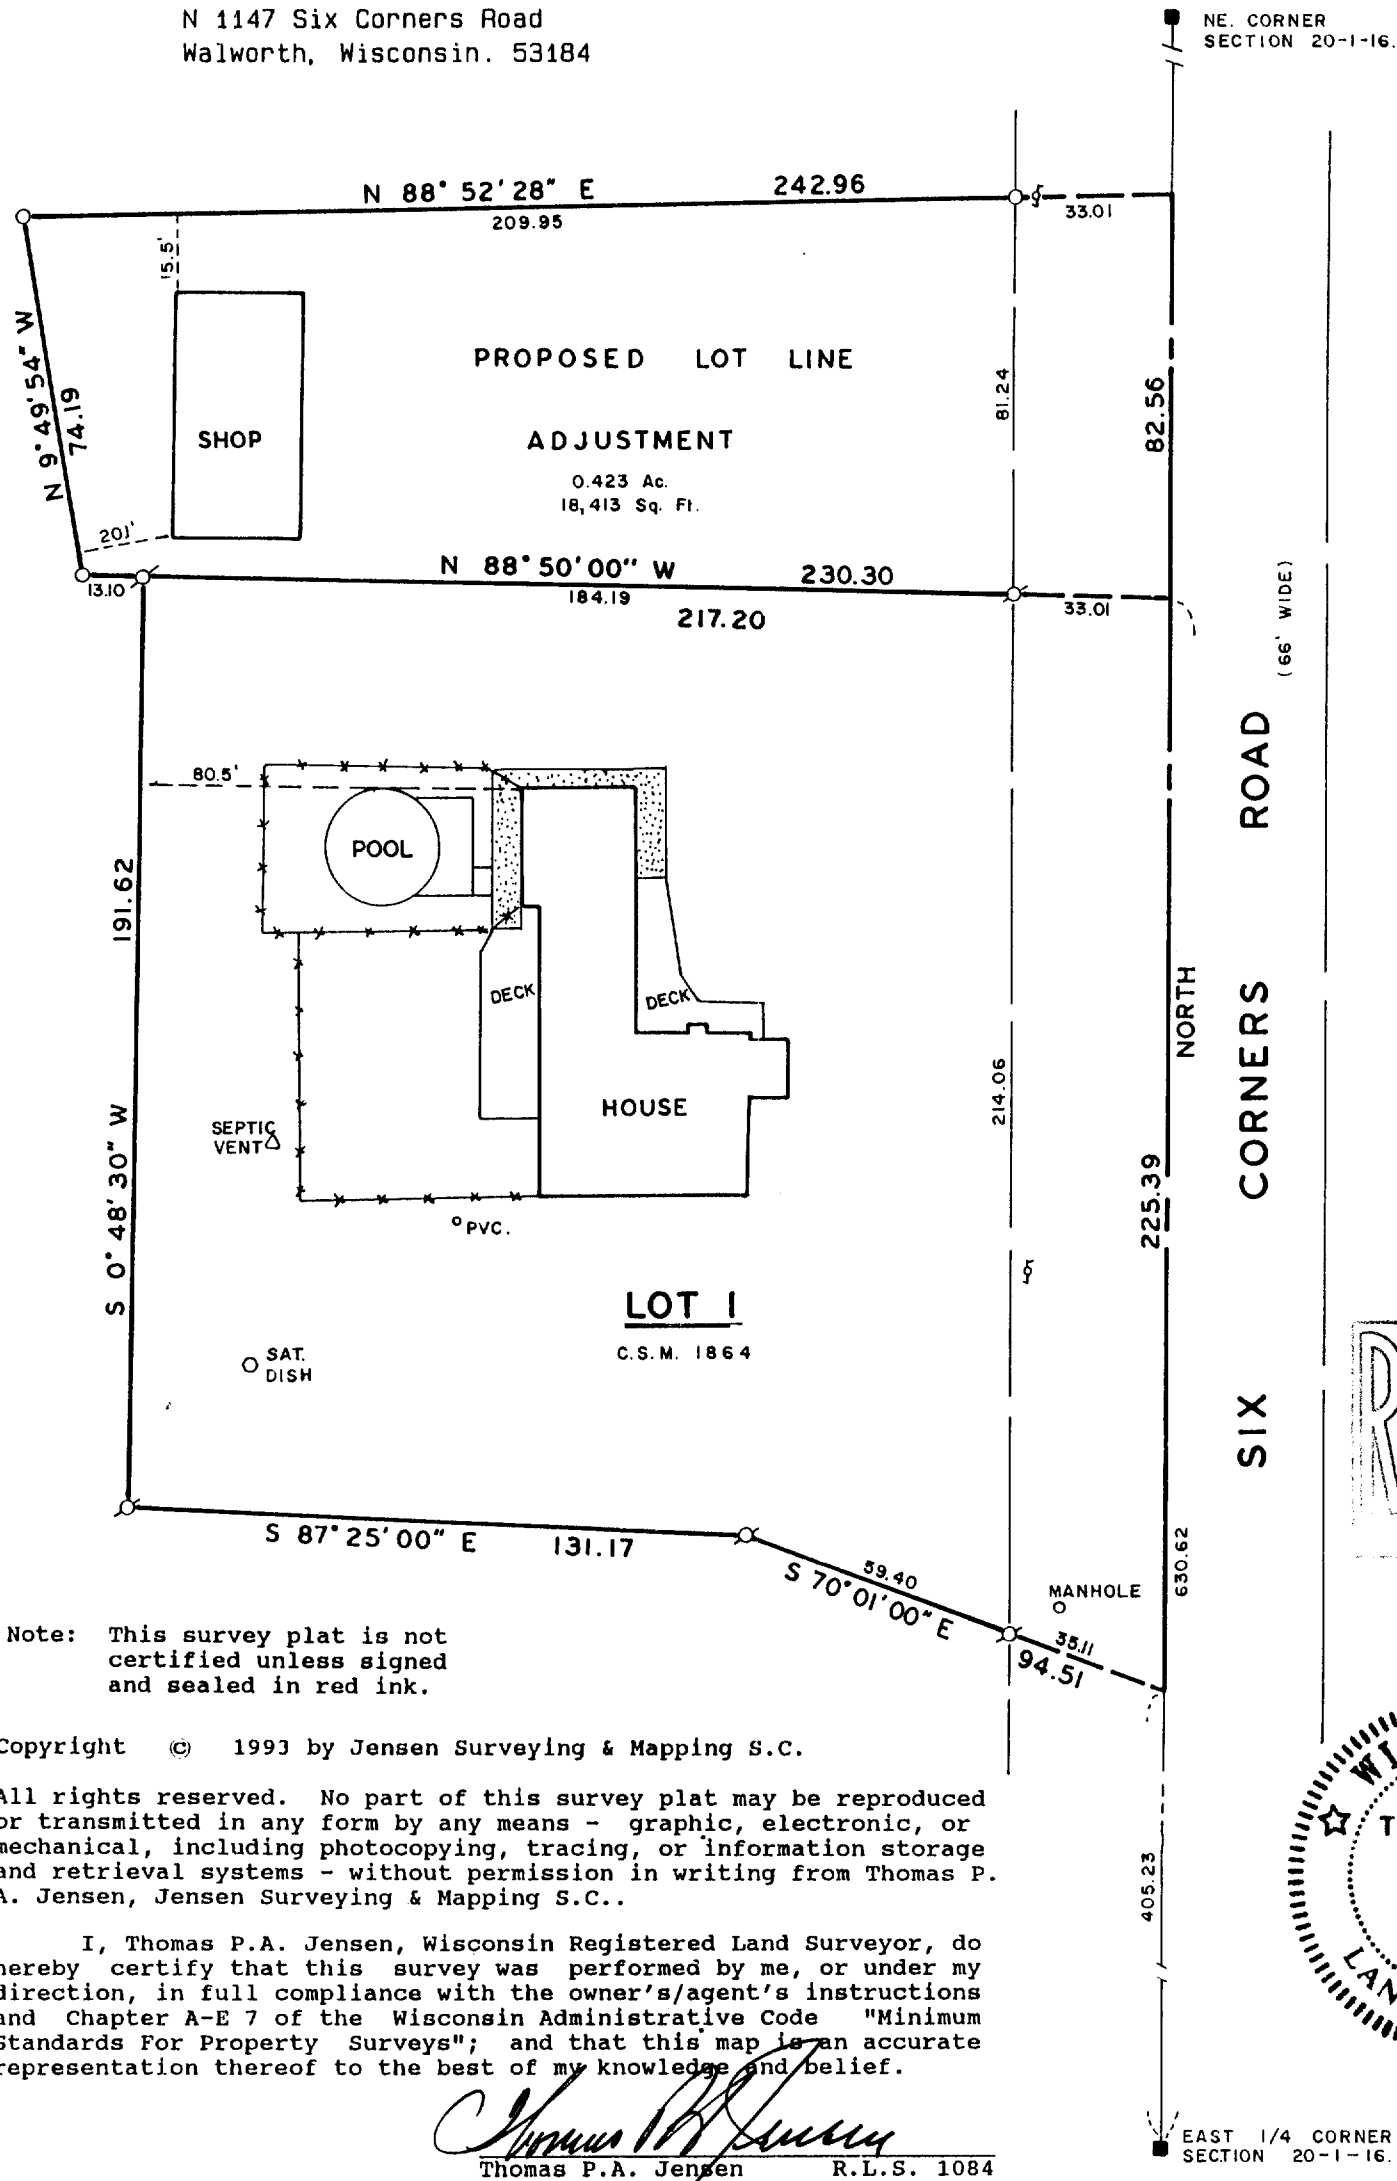 N 1147 Six Corners Road
Walworth, Wisconsin. 53184
NE. CORNER
SECTION 20-1-16.
N 88° 52' 28" E 242.96
209.95
33.01
15.5'
N 9° 49' 54" W
74.19
SHOP
20.1'
PROPOSED LOT LINE
ADJUSTMENT
0.423 Ac.
18,413 Sq. Ft.
81.24
82.56
13.10
N 88° 50' 00" W 230.30
184.19
217.20
33.01
(66' WIDE)
SIX CORNERS ROAD
80.5'
POOL
191.62
S 0° 48' 30" W
DECK
DECK
NORTH
HOUSE
214.06
225.39
SEPTIC
VENT
PVC.
LOT 1
C.S.M. 1864
SAT.
DISH
S 87° 25' 00" E 131.17
59.40
S 70° 01' 00" E
MANHOLE
35.11
94.51
630.62
Note: This survey plat is not
certified unless signed
and sealed in red ink.
Copyright © 1993 by Jensen Surveying & Mapping S.C.
All rights reserved. No part of this survey plat may be reproduced
or transmitted in any form by any means - graphic, electronic, or
mechanical, including photocopying, tracing, or information storage
and retrieval systems - without permission in writing from Thomas P.
A. Jensen, Jensen Surveying & Mapping S.C..
405.23
I, Thomas P.A. Jensen, Wisconsin Registered Land Surveyor, do
hereby certify that this survey was performed by me, or under my
direction, in full compliance with the owner's/agent's instructions
and Chapter A-E 7 of the Wisconsin Administrative Code "Minimum
Standards For Property Surveys"; and that this map is an accurate
representation thereof to the best of my knowledge and belief.
Thomas P.A. Jensen
Thomas P.A. Jensen R.L.S. 1084
EAST 1/4 CORNER
SECTION 20-1-16.